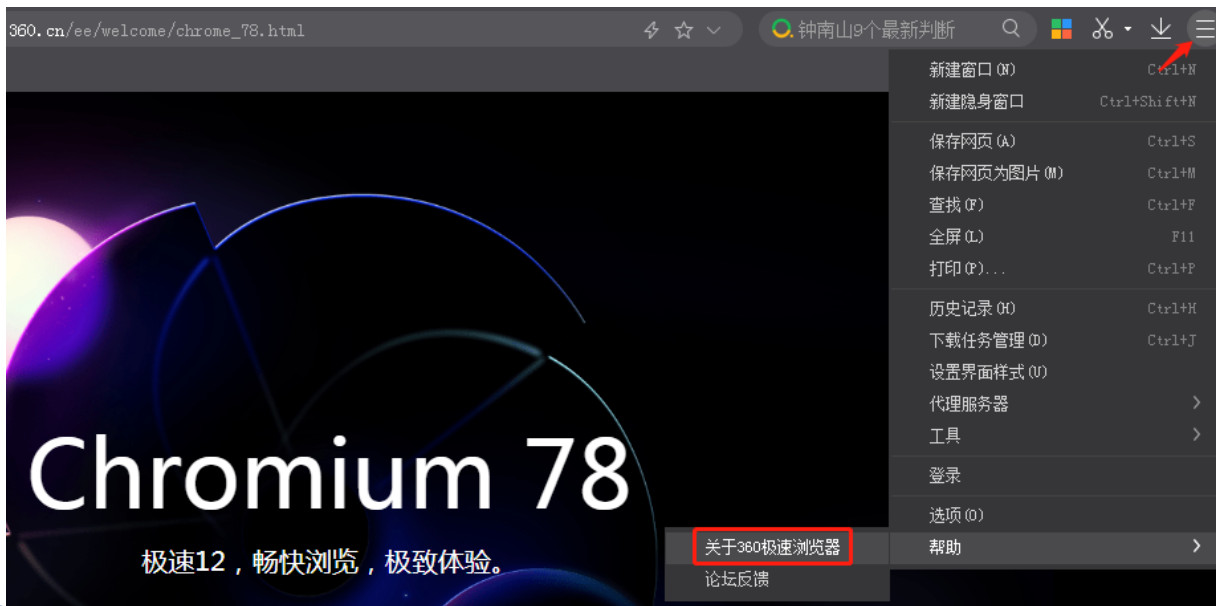 360.cn/ee/welcome/chrome_78.html
钟南山9个最新判断
新建窗口(N) Ctrl+N
新建隐身窗口 Ctrl+Shift+N
保存网页(A) Ctrl+S
保存网页为图片(M) Ctrl+M
查找(F) Ctrl+F
全屏(L) F11
打印(P)... Ctrl+P
历史记录(H) Ctrl+H
下载任务管理(D) Ctrl+J
设置界面样式(U)
代理服务器
工具
登录
选项(O)
帮助
关于360极速浏览器
论坛反馈
Chromium 78
极速12，畅快浏览，极致体验。